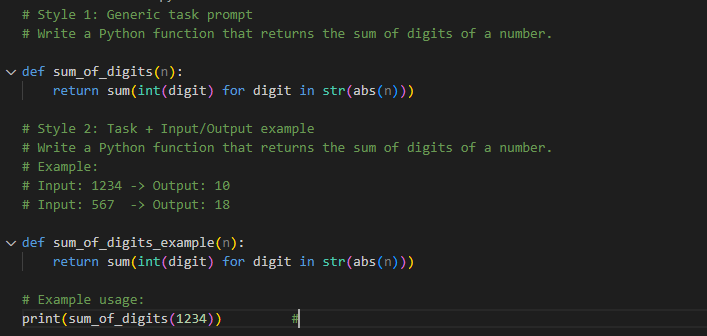 # Style 1: Generic task prompt
# Write a Python function that returns the sum of digits of a number.
def sum_of_digits(n):
    return sum(int(digit) for digit in str(abs(n)))
# Style 2: Task + Input/Output example
# Write a Python function that returns the sum of digits of a number.
# Example:
# Input: 1234 -> Output: 10
# Input: 567  -> Output: 18
def sum_of_digits_example(n):
    return sum(int(digit) for digit in str(abs(n)))
# Example usage:
print(sum_of_digits(1234))         #